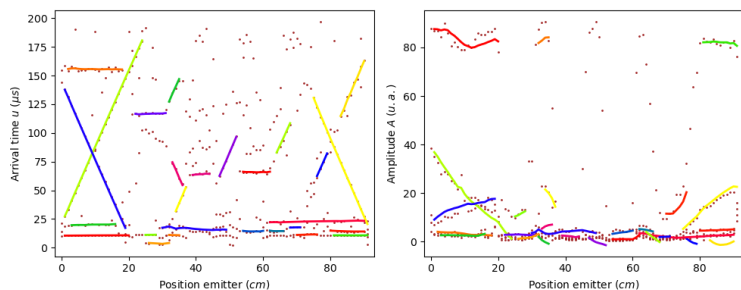 200
175
150
125
100
75
50
25
0
Arrival time u (μs)
0 20 40 60 80
Position emitter (cm)
80
60
40
20
0
Amplitude A (u.a.)
0 20 40 60 80
Position emitter (cm)